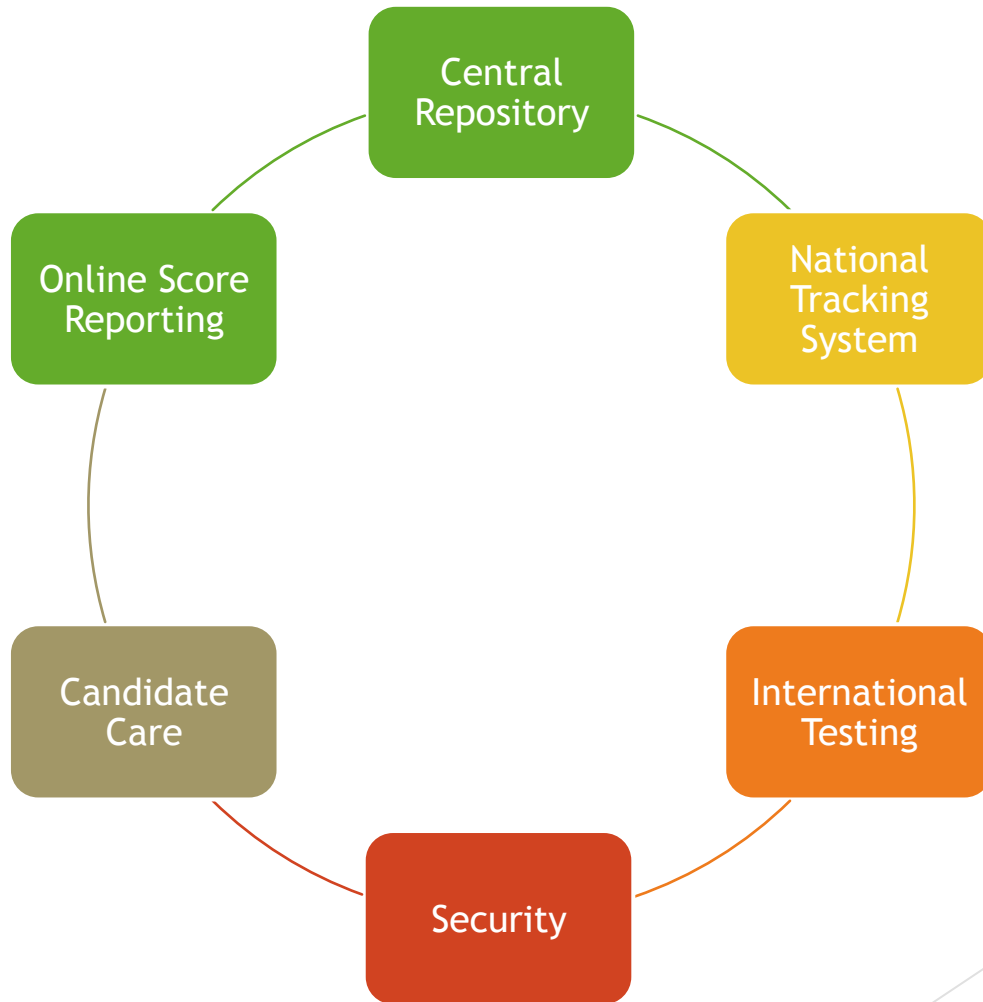 Central
Repository
National
Tracking
System
International
Testing
Security
Candidate
Care
Online Score
Reporting